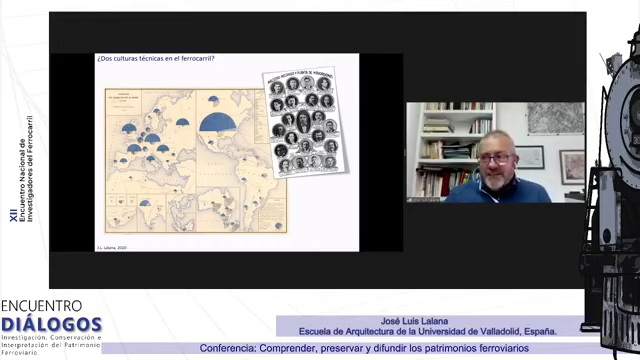 ¿Dos culturas técnicas en el ferrocarril?
J.L. Lalana, 2020
XII
Encuentro Nacional de
Investigadores del Ferrocarril
ENCUENTRO
DIÁLOGOS
Investigación, Conservación e
Interpretación del Patrimonio
Ferroviario.
José Luis Lalana
Escuela de Arquitectura de la Universidad de Valladolid, España.
Conferencia: Comprender, preservar y difundir los patrimonios ferroviarios